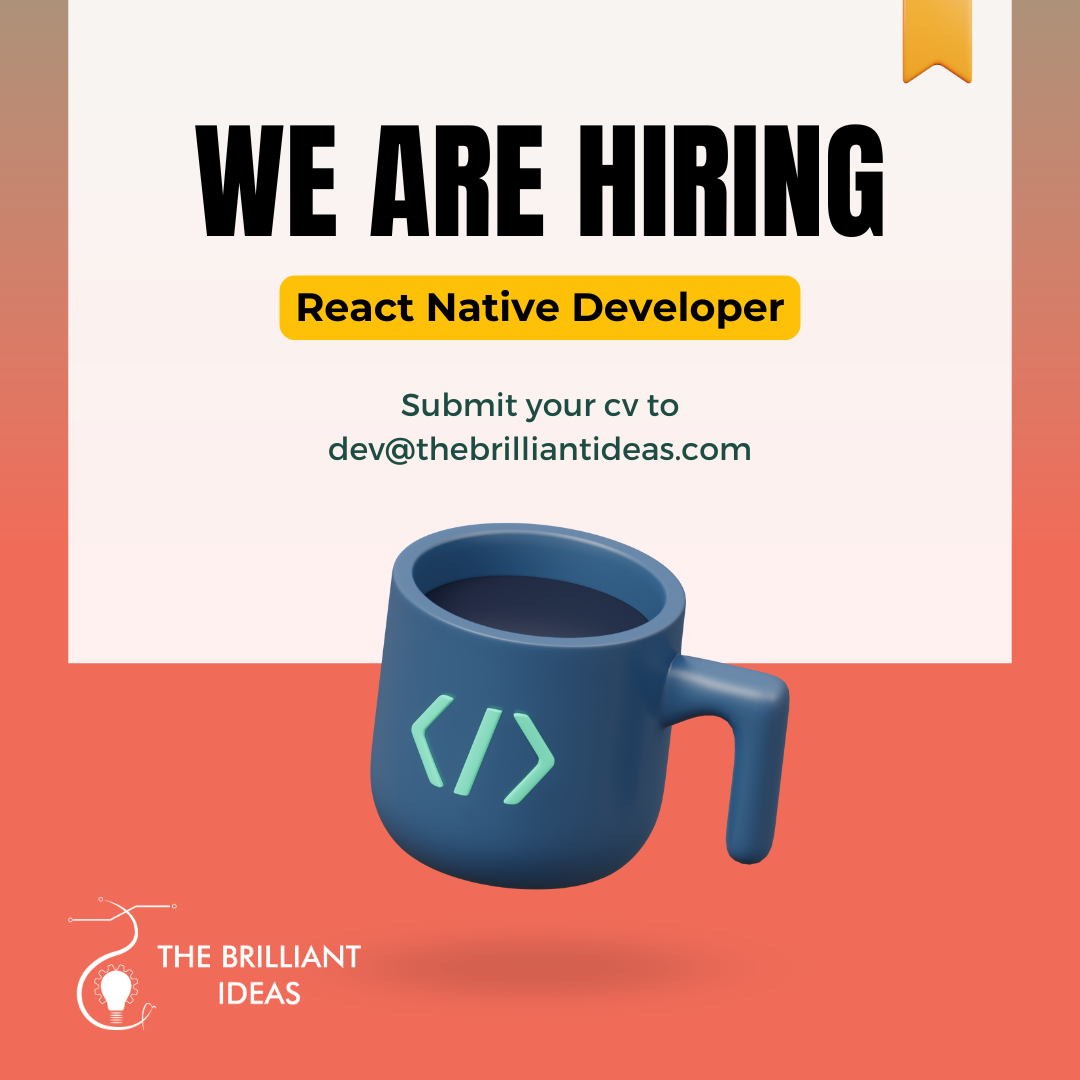 WE ARE HIRING
React Native Developer
Submit your cv to
dev@thebrilliantideas.com
</>
THE BRILLIANT
IDEAS